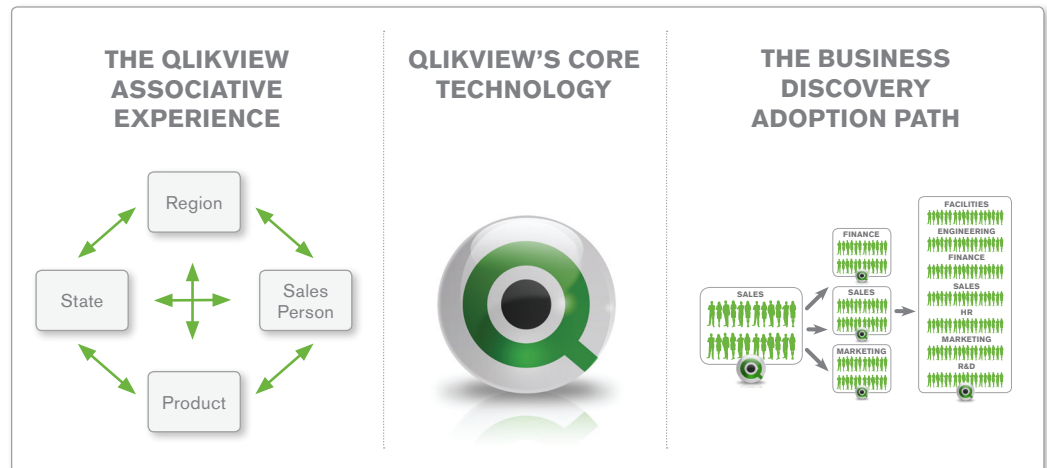 THE QLIKVIEW
ASSOCIATIVE
EXPERIENCE
Region
State
Sales
Person
Product
QLIKVIEW'S CORE
TECHNOLOGY
THE BUSINESS
DISCOVERY
ADOPTION PATH
SALES
FINANCE
SALES
MARKETING
FACILITIES
ENGINEERING
FINANCE
SALES
HR
MARKETING
R&D